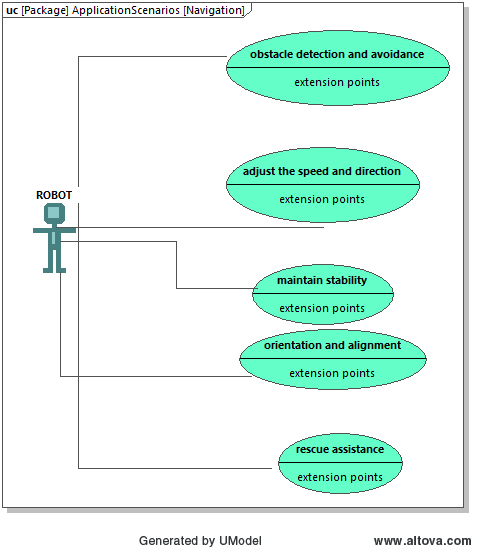 uc [Package] ApplicationScenarios [Navigation]
obstacle detection and avoidance
extension points
adjust the speed and direction
extension points
ROBOT
maintain stability
extension points
orientation and alignment
extension points
rescue assistance
extension points
Generated by UModel
www.altova.com